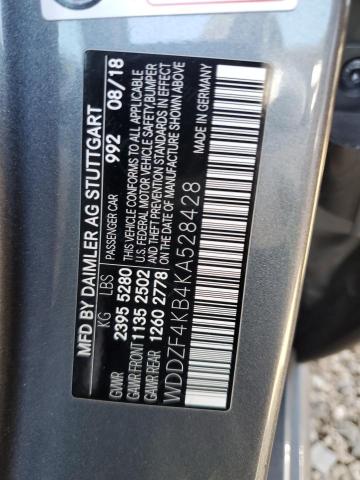 MFD BY DAIMLER AG STUTTGART
PASSENGER CAR 992 08/18
KG LBS
GVWR 2395 5280
GAWR FRONT 1135 2502
GAWR REAR 1260 2778
THIS VEHICLE CONFORMS TO ALL APPLICABLE
U.S. FEDERAL MOTOR VEHICLE SAFETY, BUMPER
AND THEFT PREVENTION STANDARDS IN EFFECT
ON THE DATE OF MANUFACTURE SHOWN ABOVE
WDDZF4KB4KA528428
MADE IN GERMANY